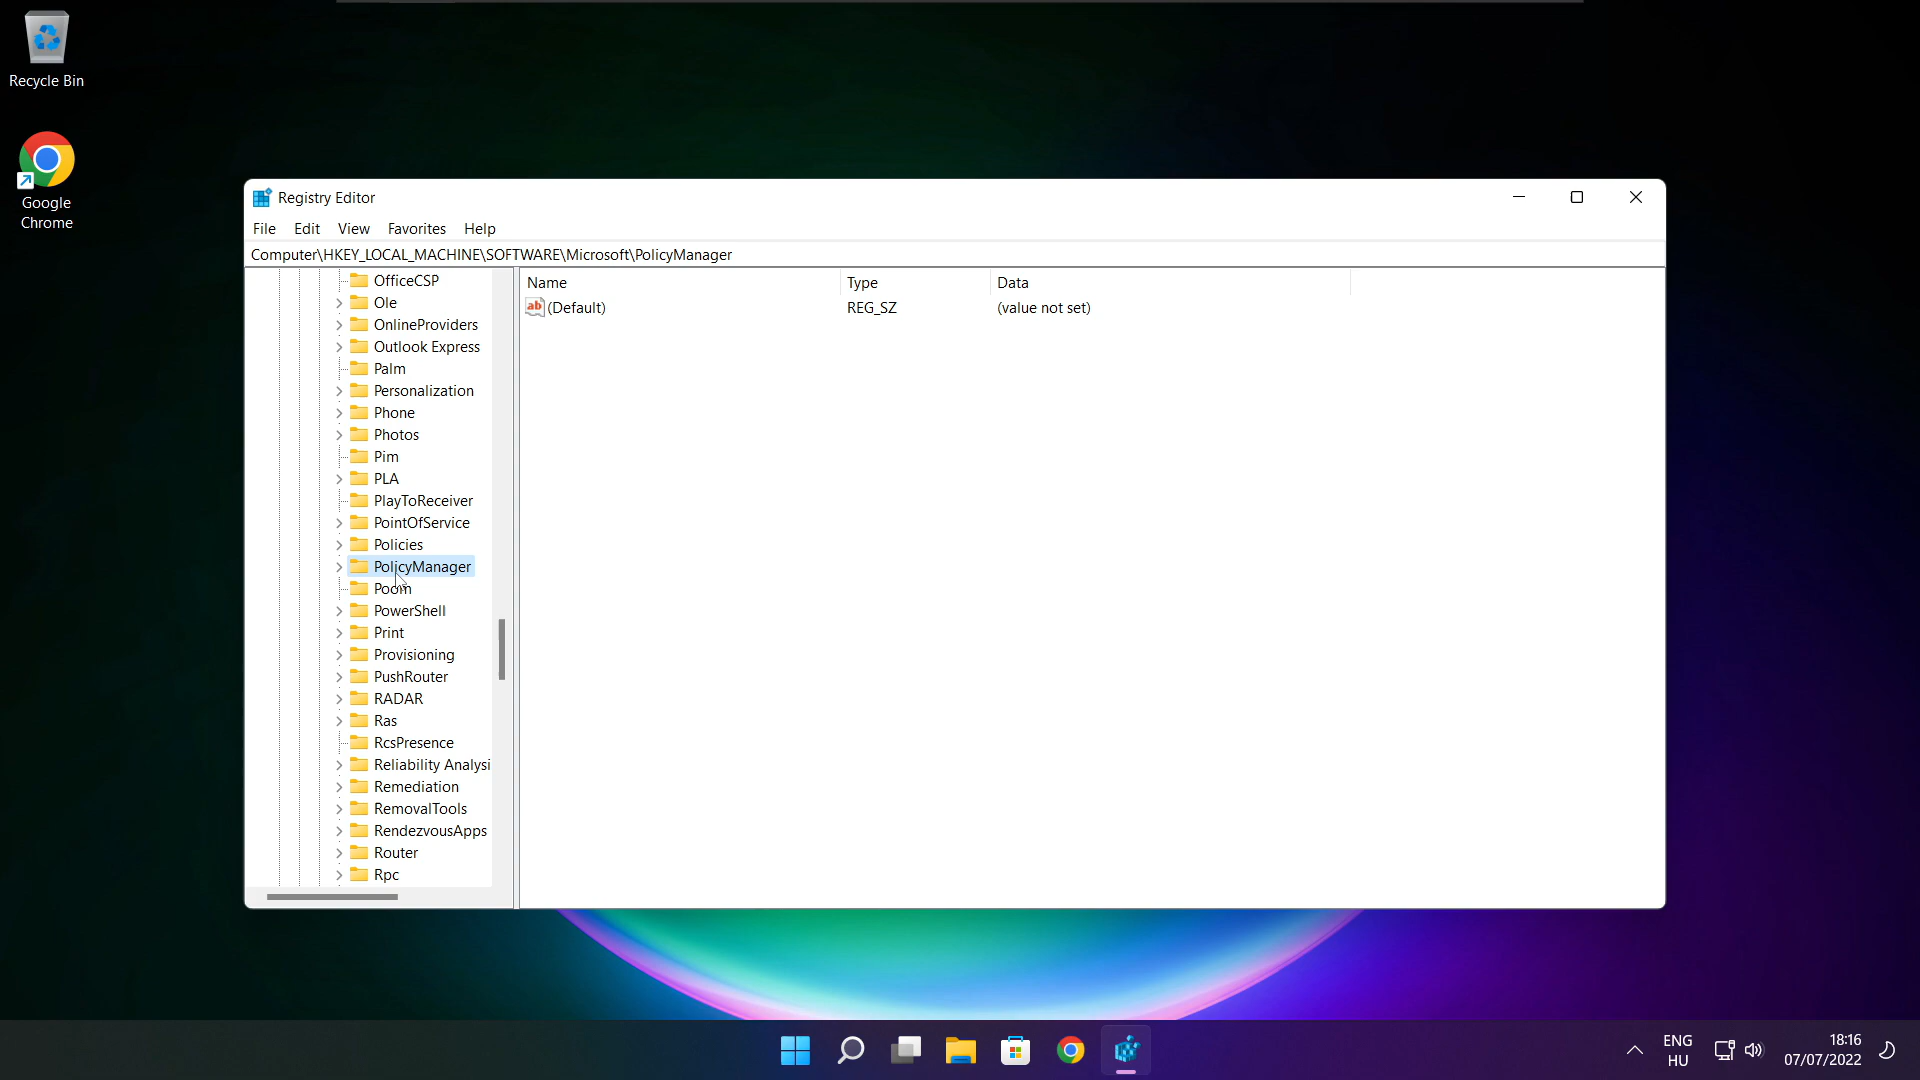 Recycle Bin
Google
Chrome
Registry Editor
File Edit View Favorites Help
Computer\HKEY_LOCAL_MACHINE\SOFTWARE\Microsoft\PolicyManager
OfficeCSP
Ole
OnlineProviders
Outlook Express
Palm
Personalization
Phone
Photos
Pim
PLA
PlayToReceiver
PointOfService
Policies
PolicyManager
Poom
PowerShell
Print
Provisioning
PushRouter
RADAR
Ras
RcsPresence
Reliability Analysi
Remediation
RemovalTools
RendezvousApps
Router
Rpc
Name Type Data
ab (Default) REG_SZ (value not set)
ENG
HU
18:16
07/07/2022